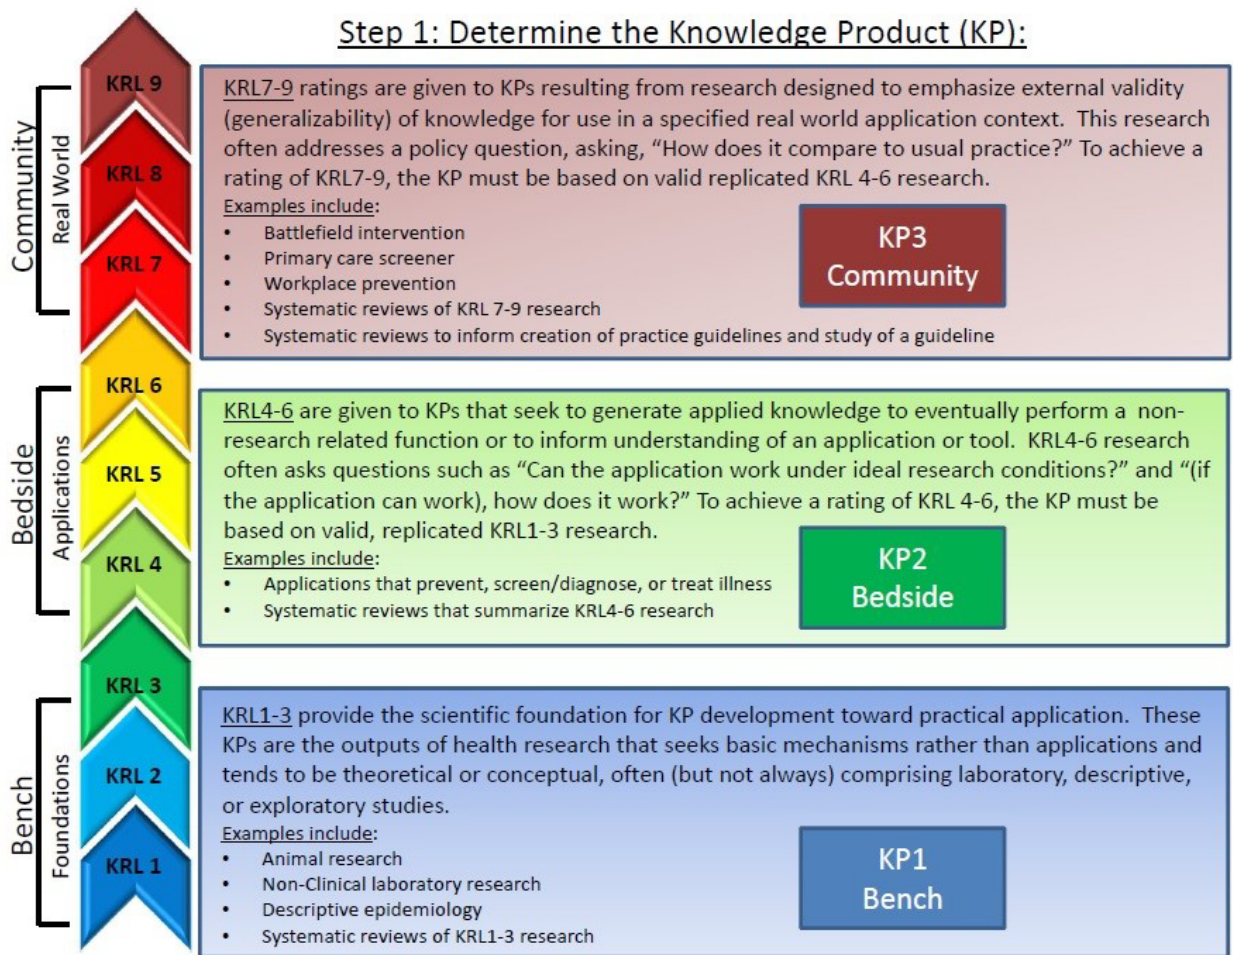 Step 1: Determine the Knowledge Product (KP):
Community
Real World
KRL 9
KRL 8
KRL 7
KRL7-9 ratings are given to KPs resulting from research designed to emphasize external validity
(generalizability) of knowledge for use in a specified real world application context.  This research
often addresses a policy question, asking, “How does it compare to usual practice?” To achieve a
rating of KRL7-9, the KP must be based on valid replicated KRL 4-6 research.
Examples include:
• Battlefield intervention
• Primary care screener
• Workplace prevention
• Systematic reviews of KRL 7-9 research
• Systematic reviews to inform creation of practice guidelines and study of a guideline
KP3
Community
Bedside
Applications
KRL 6
KRL 5
KRL 4
KRL4-6 are given to KPs that seek to generate applied knowledge to eventually perform a  non-
research related function or to inform understanding of an application or tool.  KRL4-6 research
often asks questions such as “Can the application work under ideal research conditions?” and “(if
the application can work), how does it work?” To achieve a rating of KRL 4-6, the KP must be
based on valid, replicated KRL1-3 research.
Examples include:
• Applications that prevent, screen/diagnose, or treat illness
• Systematic reviews that summarize KRL4-6 research
KP2
Bedside
Bench
Foundations
KRL 3
KRL 2
KRL 1
KRL1-3 provide the scientific foundation for KP development toward practical application.  These
KPs are the outputs of health research that seeks basic mechanisms rather than applications and
tends to be theoretical or conceptual, often (but not always) comprising laboratory, descriptive,
or exploratory studies.
Examples include:
• Animal research
• Non-Clinical laboratory research
• Descriptive epidemiology
• Systematic reviews of KRL1-3 research
KP1
Bench